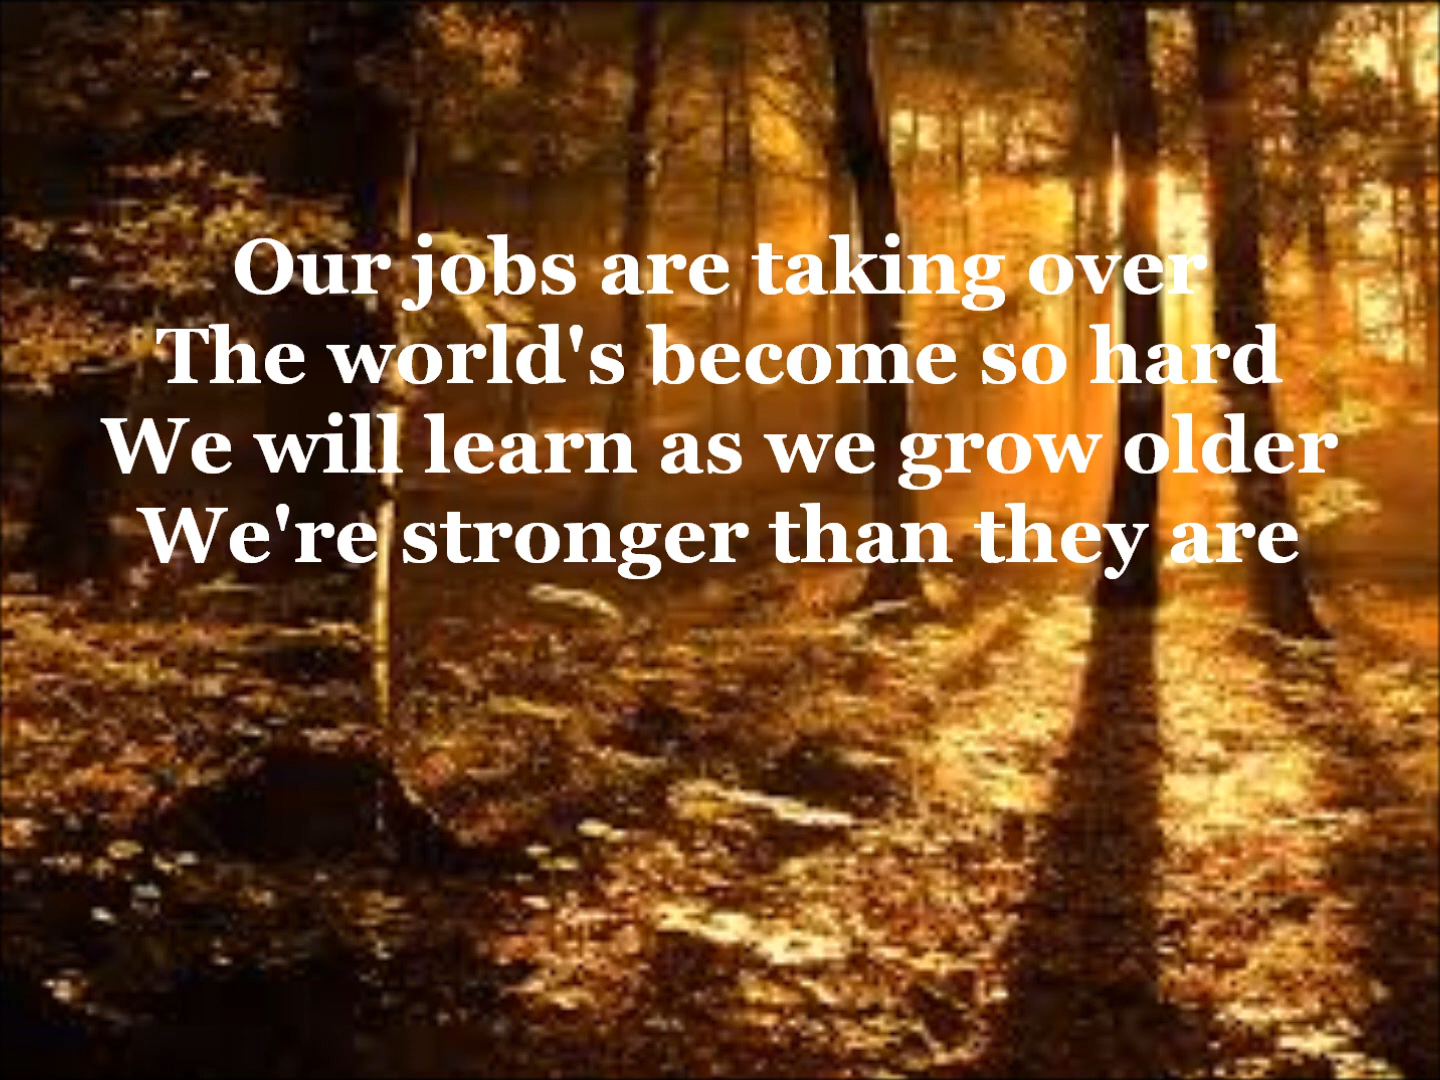 Our jobs are taking over
The world's become so hard
We will learn as we grow older
We're stronger than they are